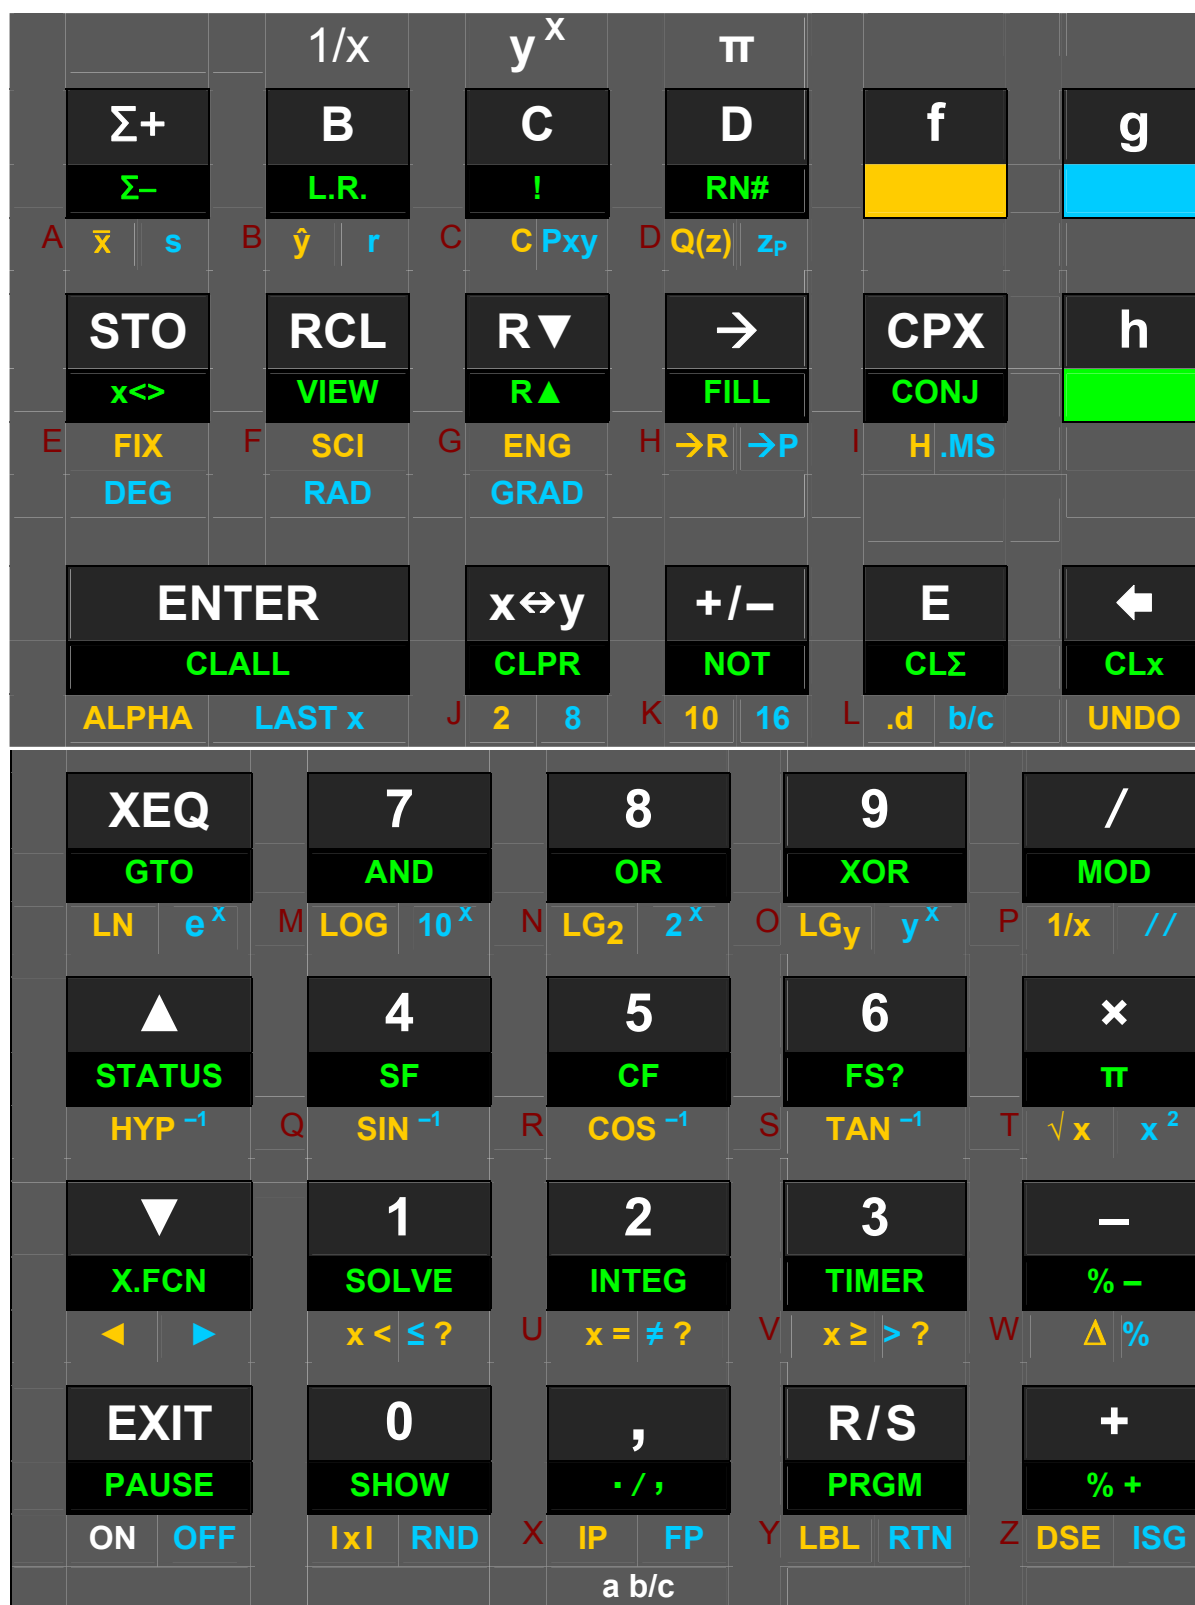 1/x y x π
Σ+ B C D f g
Σ– L.R. ! RN#
A x̅ s B ŷ r C C Pxy D Q(z) zP
STO RCL R▼ → CPX h
x<> VIEW R▲ FILL CONJ
E FIX F SCI G ENG H →R →P I H .MS
DEG RAD GRAD
ENTER x↔y +/– E 🡄
CLALL CLPR NOT CLΣ CLx
ALPHA LAST x J 2 8 K 10 16 L .d b/c UNDO
XEQ 7 8 9 /
GTO AND OR XOR MOD
LN e x M LOG 10 x N LG2 2 x O LGy y x P 1/x //
▲ 4 5 6 ×
STATUS SF CF FS? π
HYP –1 Q SIN –1 R COS –1 S TAN –1 T √ x x 2
▼ 1 2 3 –
X.FCN SOLVE INTEG TIMER % –
◄ ► x < ≤ ? U x = ≠ ? V x ≥ > ? W Δ %
EXIT 0 , R/S +
PAUSE SHOW ·/, PRGM % +
ON OFF IxI RND X IP FP Y LBL RTN Z DSE ISG
a b/c